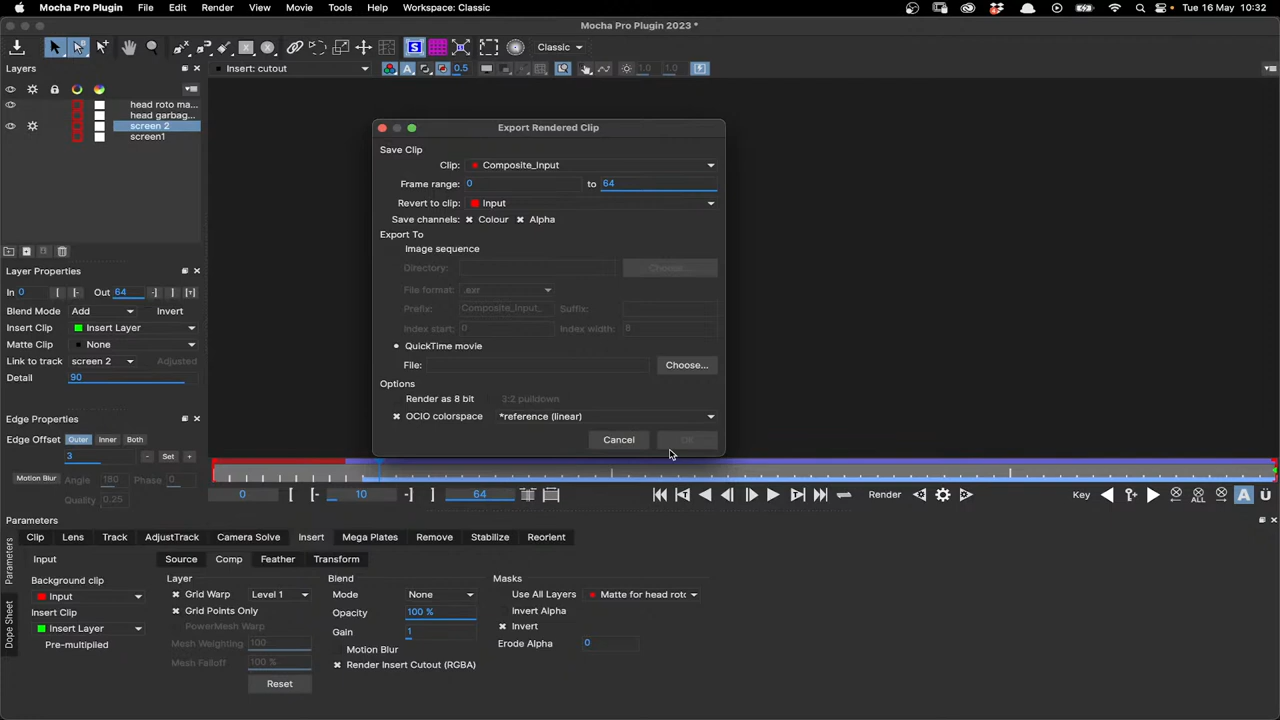 Mocha Pro Plugin File Edit Render View Movie Tools Help Workspace: Classic Tue 16 May 10:32
Mocha Pro Plugin 2023 *
Classic
Layers
Insert: cutout
0.5
1.0 1.0
head roto ma...
head garbag...
screen 2
screen1
Export Rendered Clip
Save Clip
Clip: Composite_Input
Frame range: 0 to 64
Revert to clip: Input
Save channels: Colour Alpha
Export To
Image sequence
Directory: Choose...
File format: .exr
Prefix: Composite_Input_ Suffix:
Index start: 0 Index width: 8
QuickTime movie
File: Choose...
Options
Render as 8 bit 3:2 pulldown
OCIO colorspace *reference (linear)
Cancel OK
Layer Properties
In 0 Out 64
Blend Mode Add Invert
Insert Clip Insert Layer
Matte Clip None
Link to track screen 2 Adjusted
Detail 90
Edge Properties
Edge Offset Outer Inner Both
3 - Set +
Motion Blur Angle 180 Phase 0
Quality 0.25
0 10 64 Render Key A Ü
Parameters
Parameters
Dope Sheet
Clip Lens Track AdjustTrack Camera Solve Insert Mega Plates Remove Stabilize Reorient
Input Source Comp Feather Transform
Background clip
Input
Insert Clip
Insert Layer
Pre-multiplied
Layer
Grid Warp Level 1
Grid Points Only
PowerMesh Warp
Mesh Weighting 100
Mesh Falloff 100 %
Reset
Blend
Mode None
Opacity 100 %
Gain 1
Motion Blur
Render Insert Cutout (RGBA)
Masks
Use All Layers Matte for head roto
Invert Alpha
Invert
Erode Alpha 0